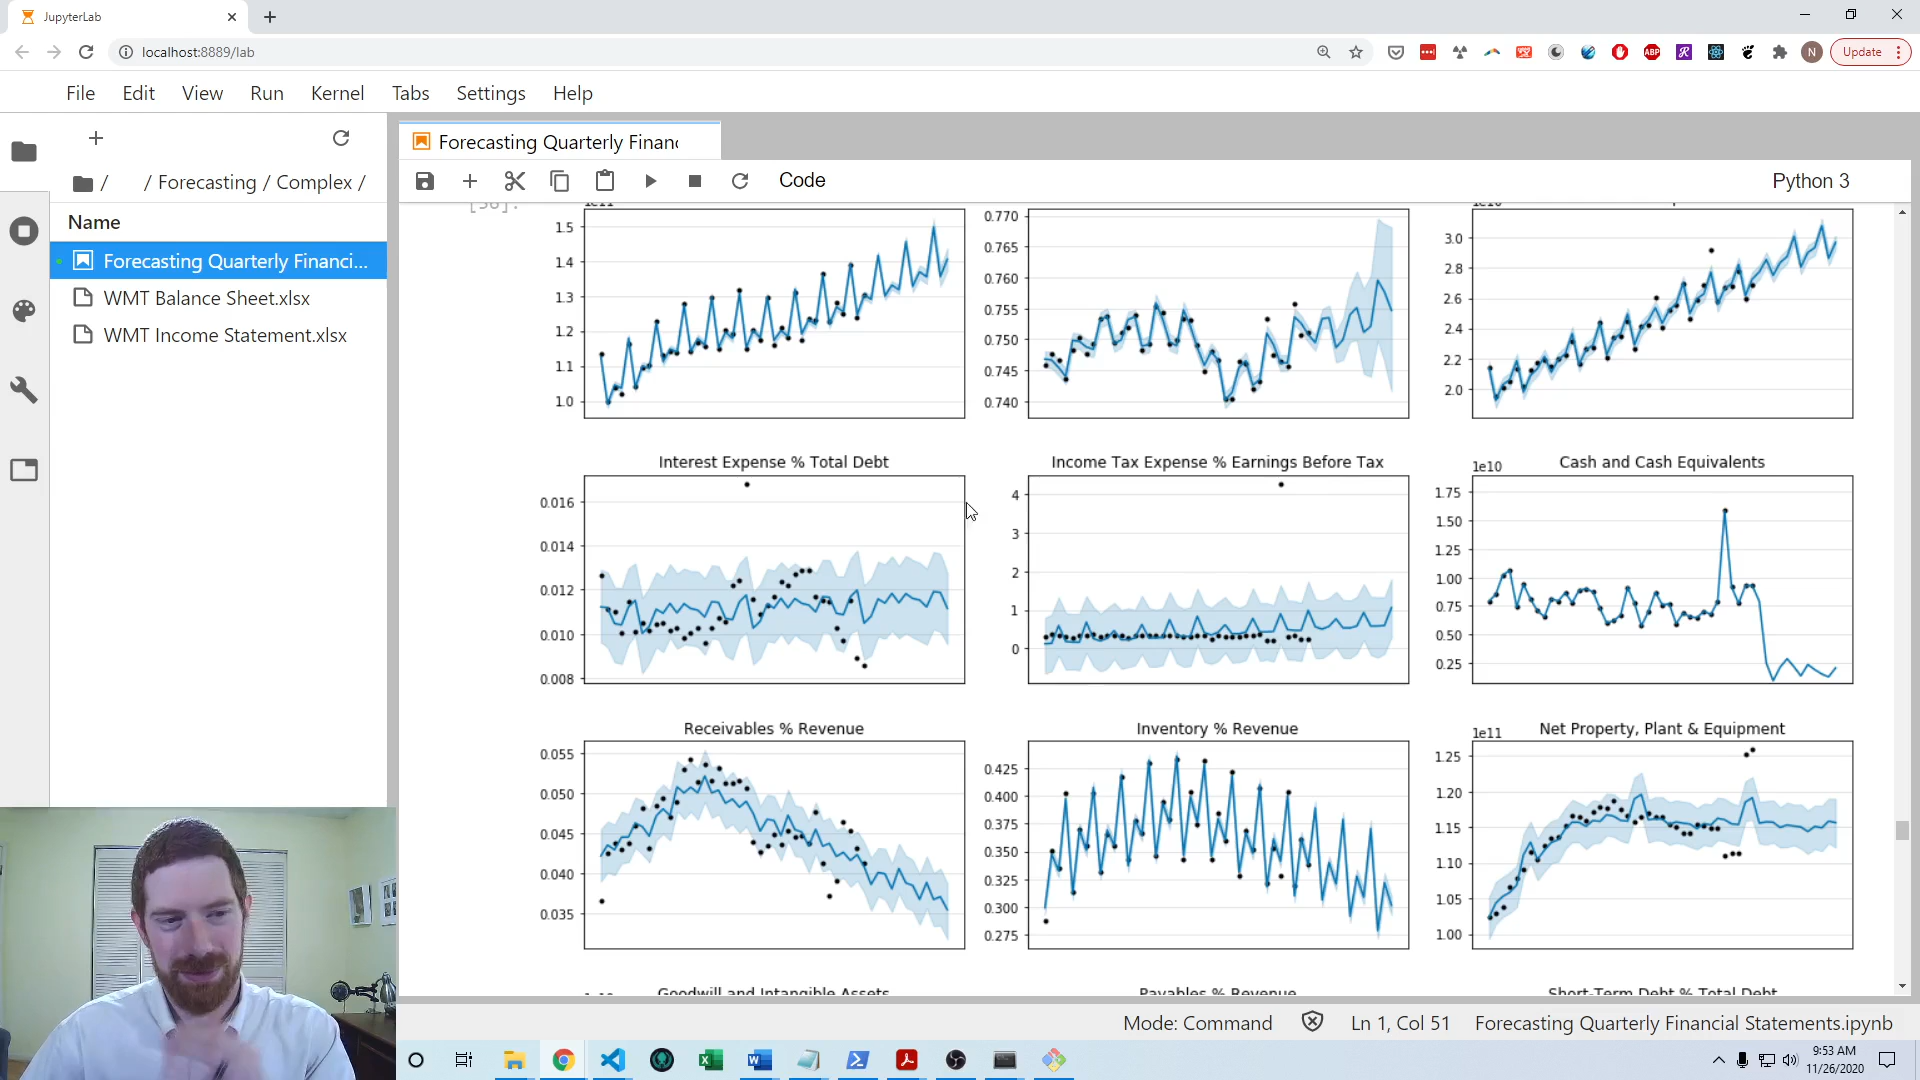 JupyterLab
localhost:8889/lab
N
Update
File Edit View Run Kernel Tabs Settings Help
/ / Forecasting / Complex /
Name
Forecasting Quarterly Financi...
WMT Balance Sheet.xlsx
WMT Income Statement.xlsx
Forecasting Quarterly Finan
Code
Python 3
1.5
1.4
1.3
1.2
1.1
1.0
0.770
0.765
0.760
0.755
0.750
0.745
0.740
3.0
2.8
2.6
2.4
2.2
2.0
Interest Expense % Total Debt
0.016
0.014
0.012
0.010
0.008
Income Tax Expense % Earnings Before Tax
4
3
2
1
0
Cash and Cash Equivalents
1e10
1.75
1.50
1.25
1.00
0.75
0.50
0.25
Receivables % Revenue
0.055
0.050
0.045
0.040
0.035
Inventory % Revenue
0.425
0.400
0.375
0.350
0.325
0.300
0.275
Net Property, Plant & Equipment
1e11
1.25
1.20
1.15
1.10
1.05
1.00
Goodwill and Intangible Assets
Payables % Revenue
Short-Term Debt % Total Debt
Mode: Command
Ln 1, Col 51
Forecasting Quarterly Financial Statements.ipynb
9:53 AM
11/26/2020
ABP